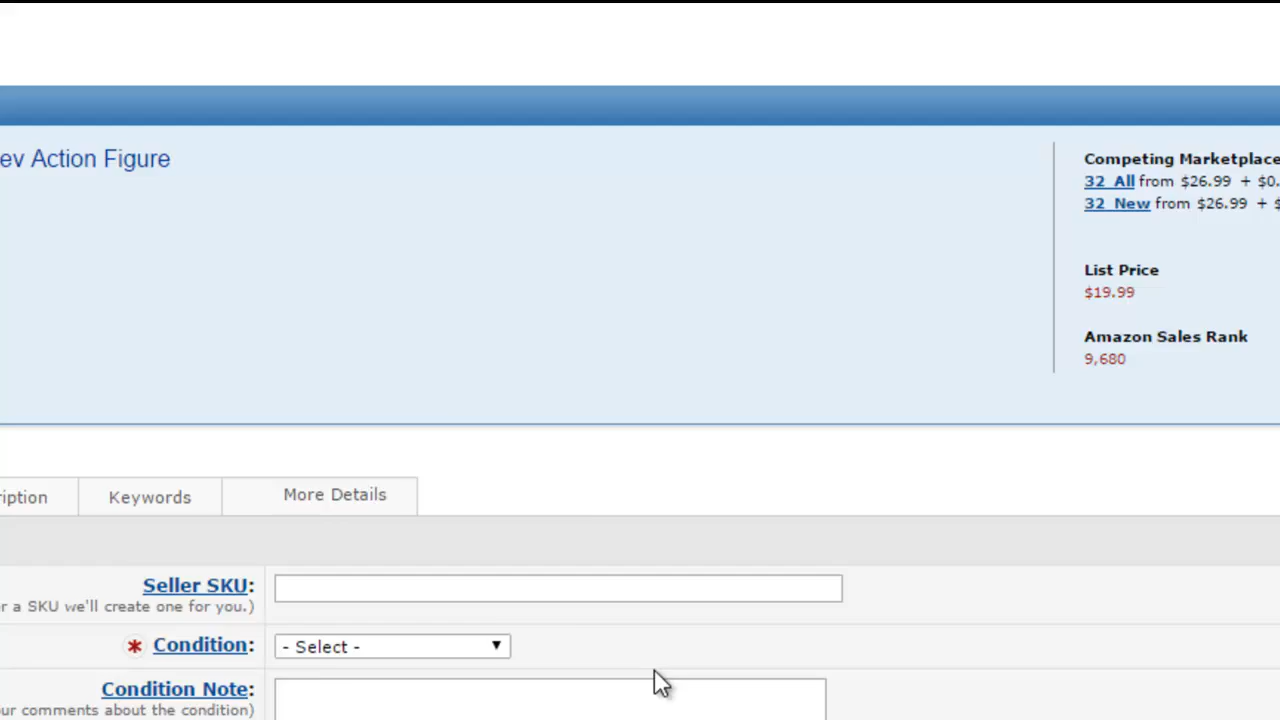 ev Action Figure
Competing Marketplace
32 All from $26.99 + $0.
32 New from $26.99 + $
List Price
$19.99
Amazon Sales Rank
9,680
ription Keywords More Details
Seller SKU:
r a SKU we'll create one for you.)
* Condition: - Select -
Condition Note:
ur comments about the condition)